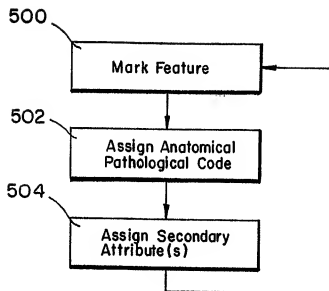 500
Mark Feature
502
Assign Anatomical
Pathological Code
504
Assign Secondary
Attribute(s)